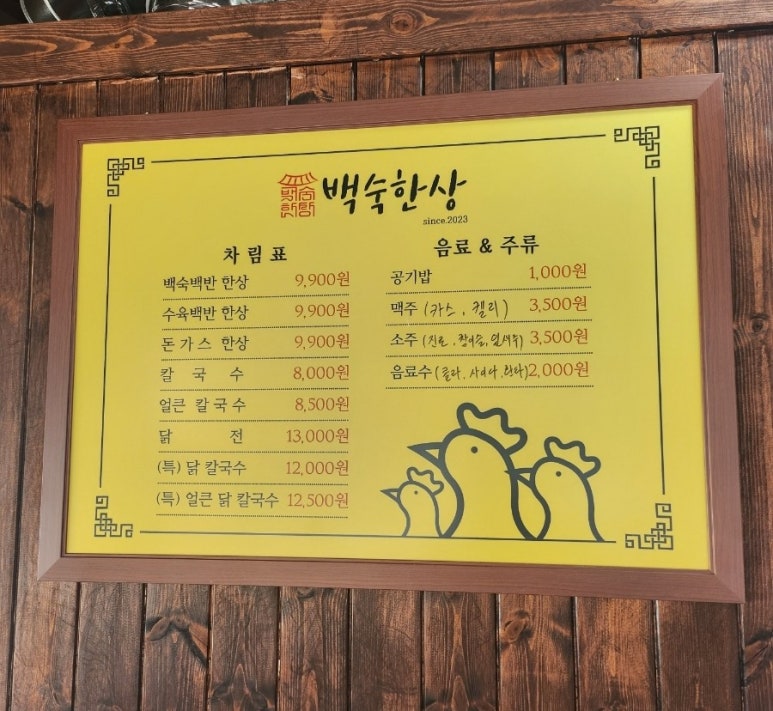 백숙한상
since.2023
차림표
백숙백반 한상 9,900원
수육백반 한상 9,900원
돈가스 한상 9,900원
칼국수 8,000원
얼큰 칼국수 8,500원
닭전 13,000원
(특) 닭 칼국수 12,000원
(특) 얼큰 닭 칼국수 12,500원
음료 & 주류
공기밥 1,000원
맥주 (카스, 켈리) 3,500원
소주 (진로, 참이슬, 잎새주) 3,500원
음료수 (콜라, 사이다, 환타) 2,000원